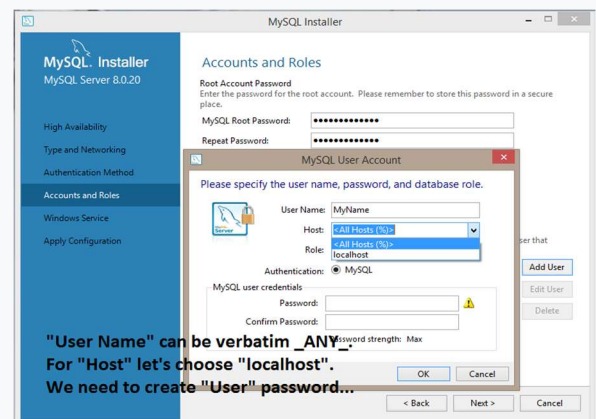 MySQL Installer
MySQL. Installer
MySQL Server 8.0.20
High Availability
Type and Networking
Authentication Method
Accounts and Roles
Windows Service
Apply Configuration
Accounts and Roles
Root Account Password
Enter the password for the root account. Please remember to store this password in a secure
place.
MySQL Root Password: •••••••••••••
Repeat Password: •••••••••••••
MySQL User Account
Please specify the user name, password, and database role.
Server
User Name: MyName
Host: <All Hosts (%)>
<All Hosts (%)>
localhost
Role:
Authentication: MySQL
MySQL user credentials
Password:
Confirm Password:
Password strength: Max
OK Cancel
ser that
Add User
Edit User
Delete
"User Name" can be verbatim _ANY_.
For "Host" let's choose "localhost".
We need to create "User" password...
< Back Next > Cancel